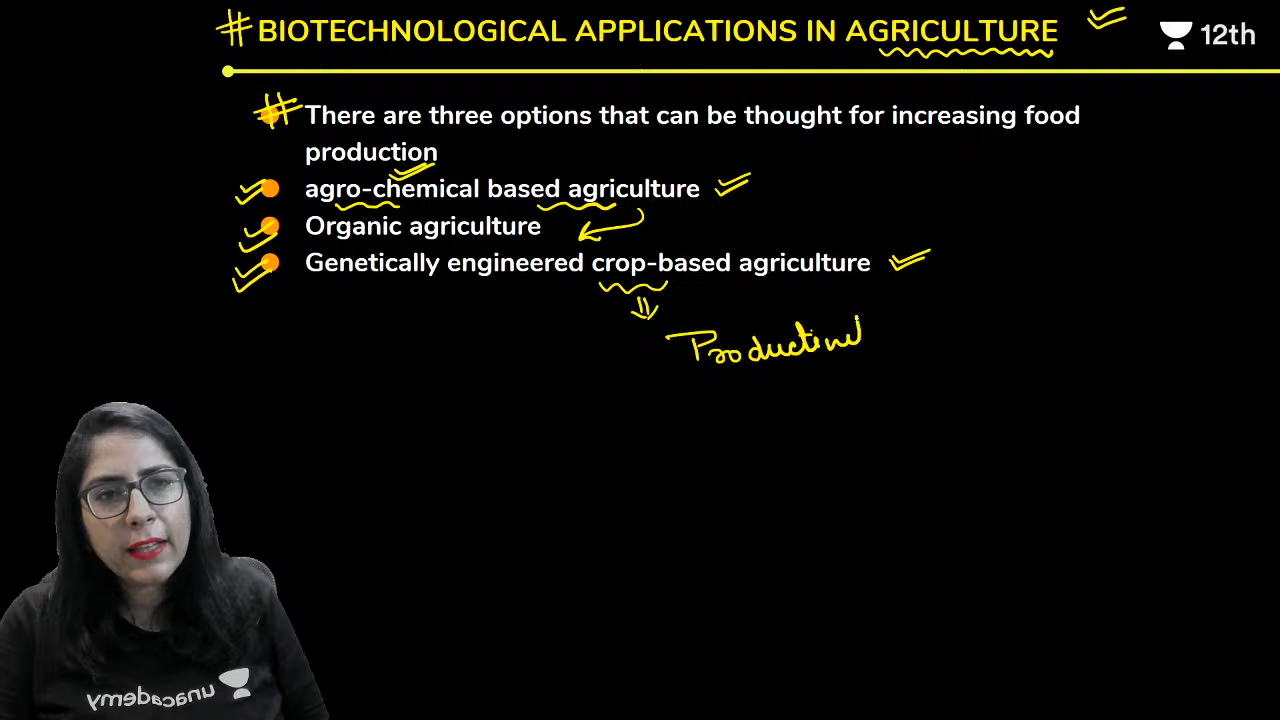 # BIOTECHNOLOGICAL APPLICATIONS IN AGRICULTURE
12th
# There are three options that can be thought for increasing food
production
agro-chemical based agriculture
Organic agriculture
Genetically engineered crop-based agriculture
unacademy